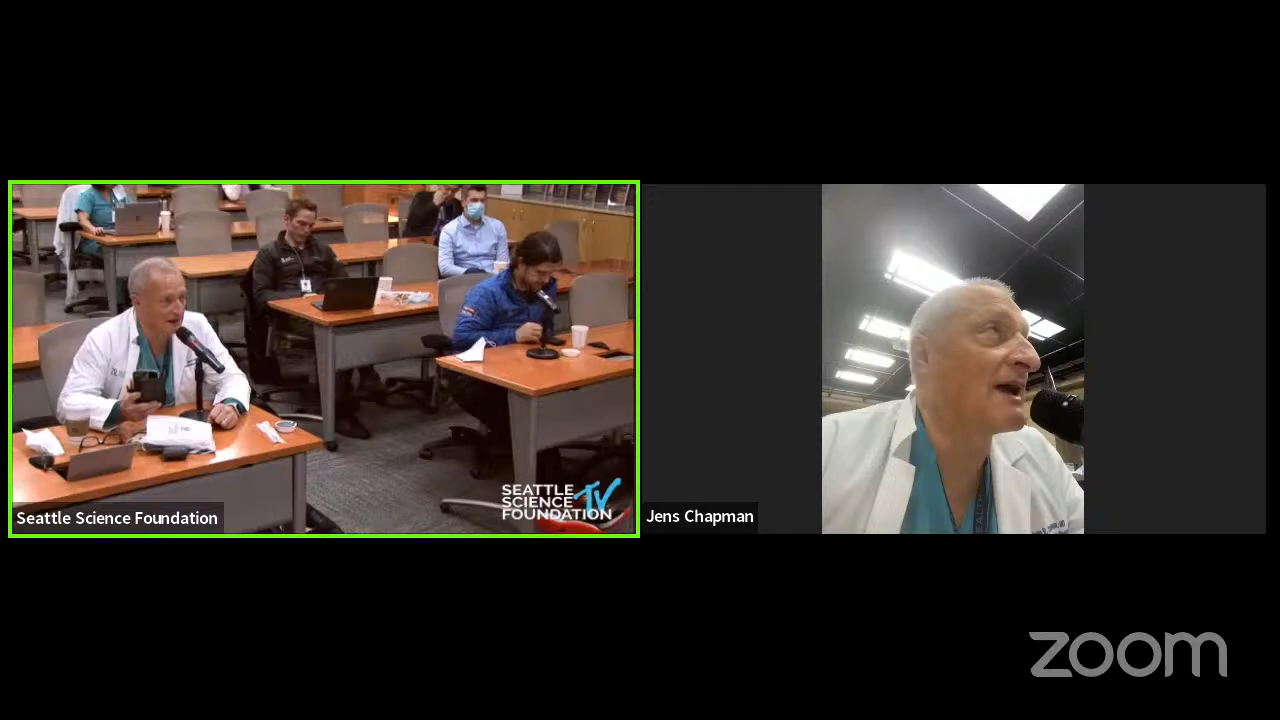 SEATTLE
SCIENCE TV
FOUNDATION
Seattle Science Foundation
Jens Chapman
zoom